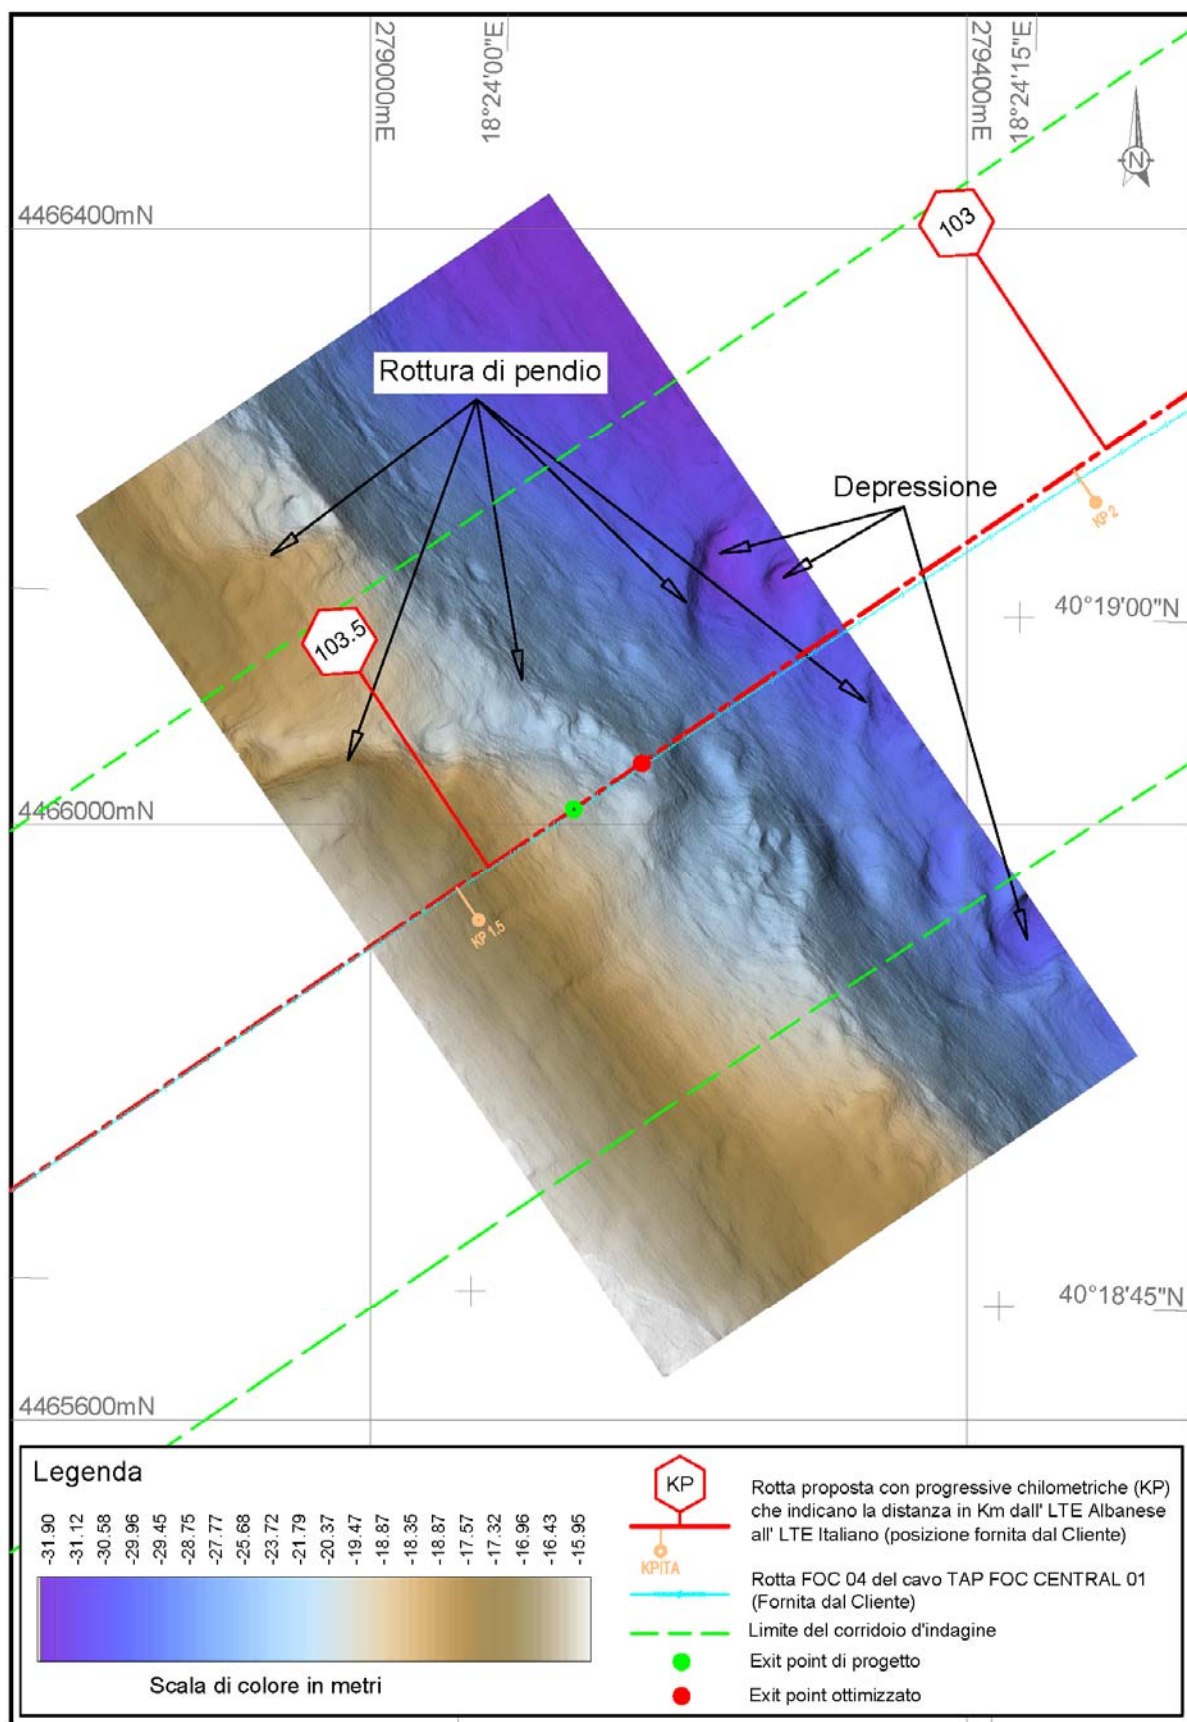 279000mE
18°24'00"E
279400mE
18°24'15"E
N
4466400mN
103
Rottura di pendio
Depressione
KP 2
40°19'00"N
103.5
4466000mN
KP 1.5
40°18'45"N
4465600mN
Legenda
-31.90
-31.12
-30.58
-29.96
-29.45
-28.75
-27.77
-25.68
-23.72
-21.79
-20.37
-19.47
-18.87
-18.35
-18.87
-17.57
-17.32
-16.96
-16.43
-15.95
Scala di colore in metri
KP
Rotta proposta con progressive chilometriche (KP)
che indicano la distanza in Km dall' LTE Albanese
all' LTE Italiano (posizione fornita dal Cliente)
KPITA
Rotta FOC 04 del cavo TAP FOC CENTRAL 01
(Fornita dal Cliente)
Limite del corridoio d'indagine
Exit point di progetto
Exit point ottimizzato